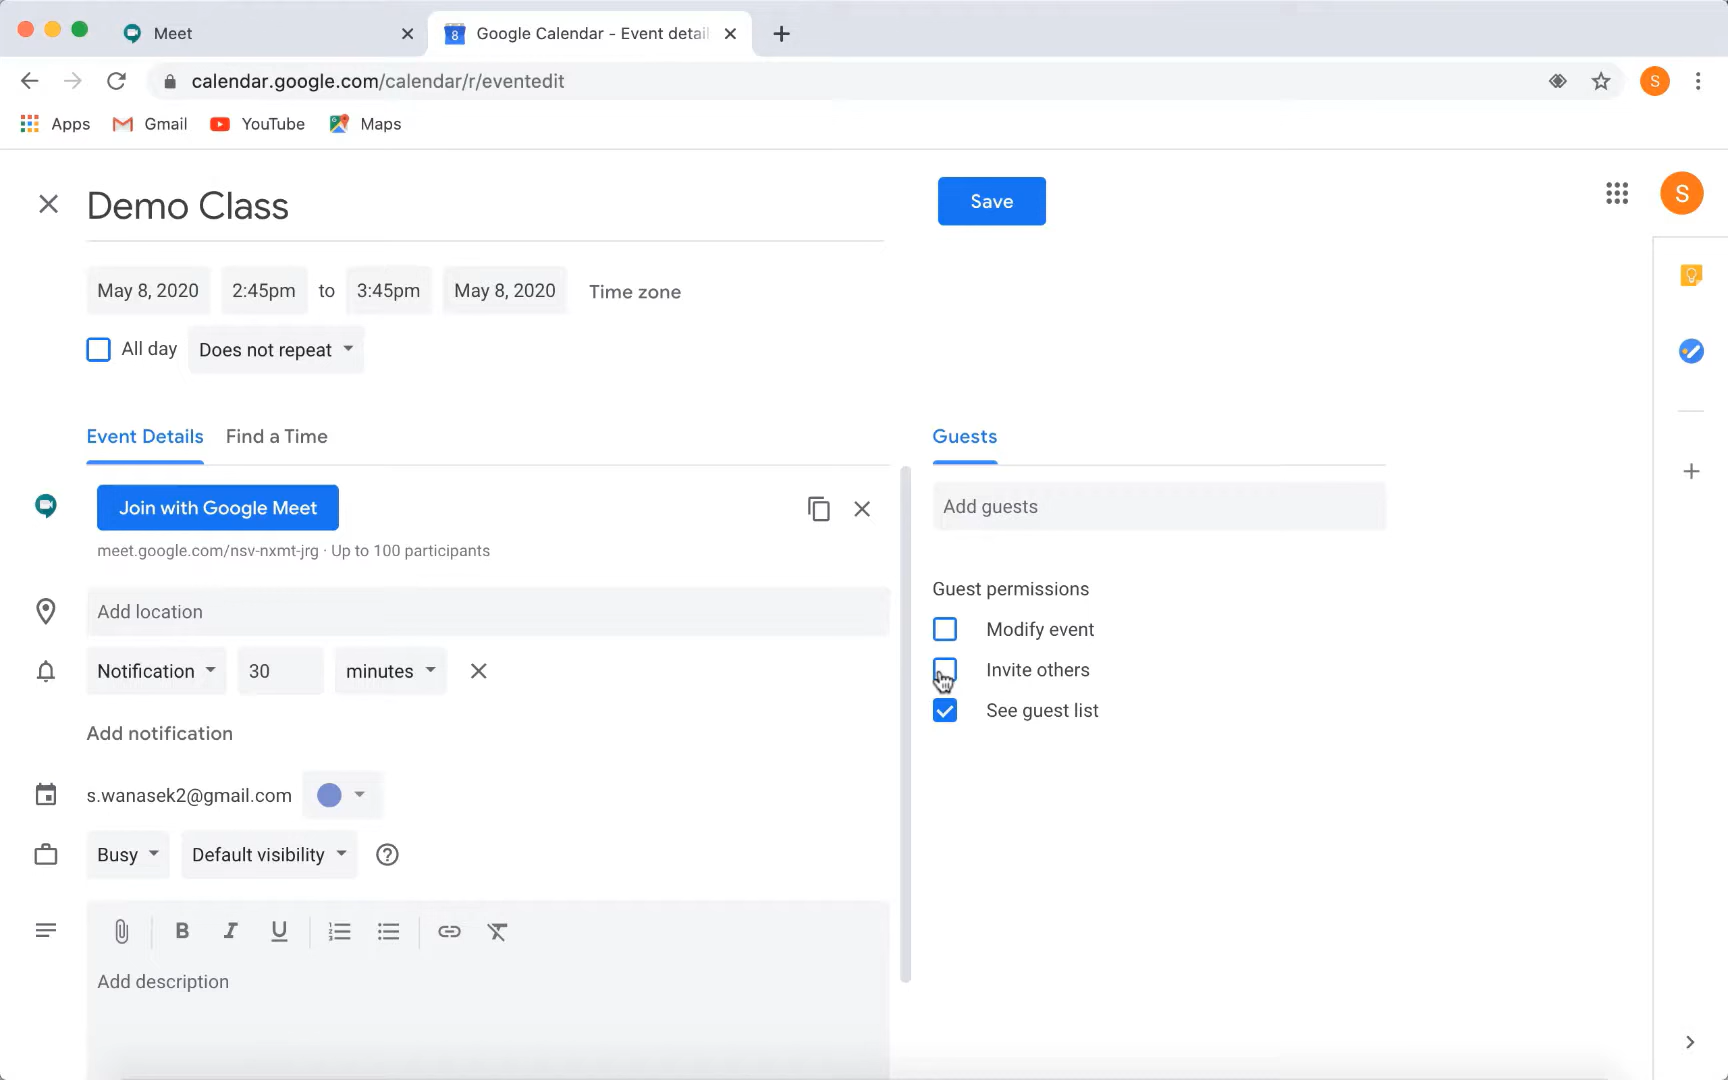 Meet
Google Calendar - Event detai
calendar.google.com/calendar/r/eventedit
S
Apps Gmail YouTube Maps
Demo Class
Save
S
May 8, 2020 2:45pm to 3:45pm May 8, 2020 Time zone
All day Does not repeat
Event Details Find a Time
Guests
Join with Google Meet
meet.google.com/nsv-nxmt-jrg · Up to 100 participants
Add guests
Add location
Guest permissions
Modify event
Notification 30 minutes
Invite others
See guest list
Add notification
s.wanasek2@gmail.com
Busy Default visibility
B I U
Add description